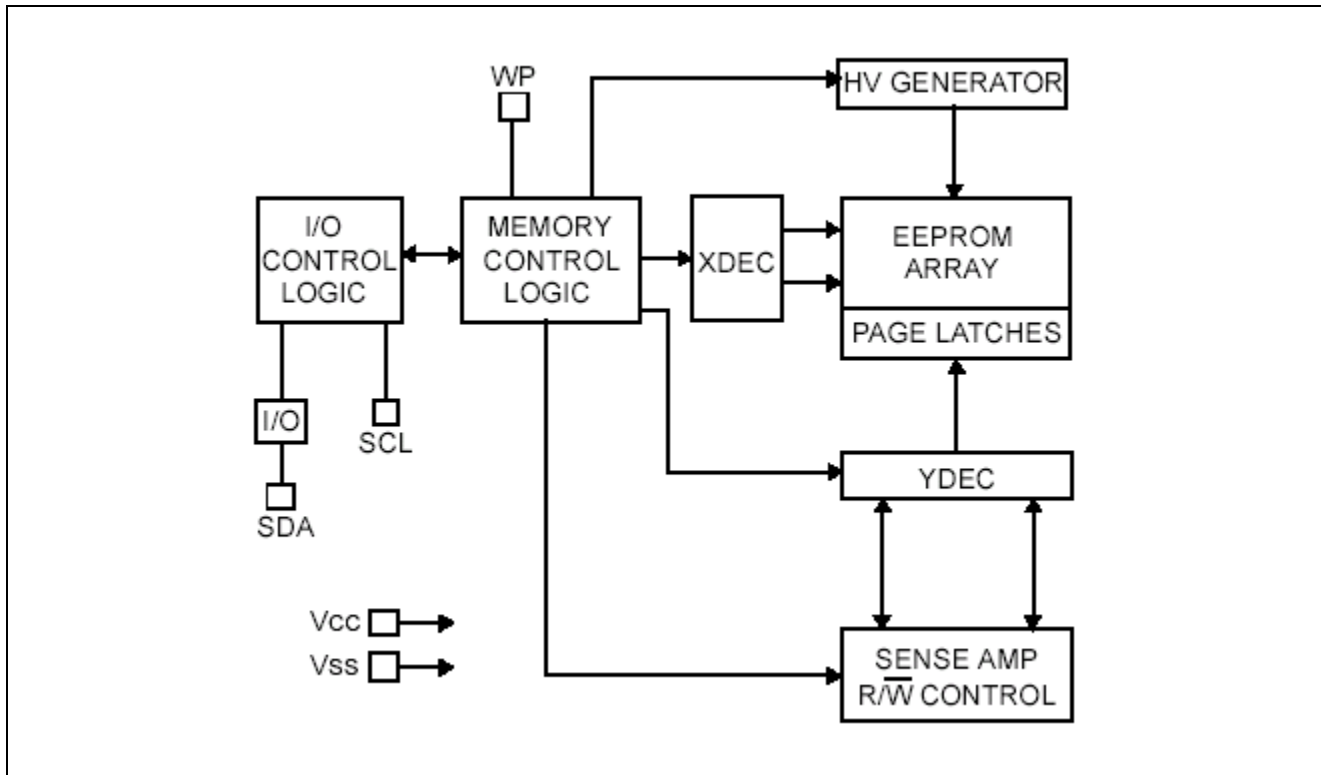 WP
HV GENERATOR
I/O
CONTROL
LOGIC
MEMORY
CONTROL
LOGIC
XDEC
EEPROM
ARRAY
PAGE LATCHES
I/O
SCL
SDA
YDEC
Vcc
Vss
SENSE AMP
R/W̅ CONTROL